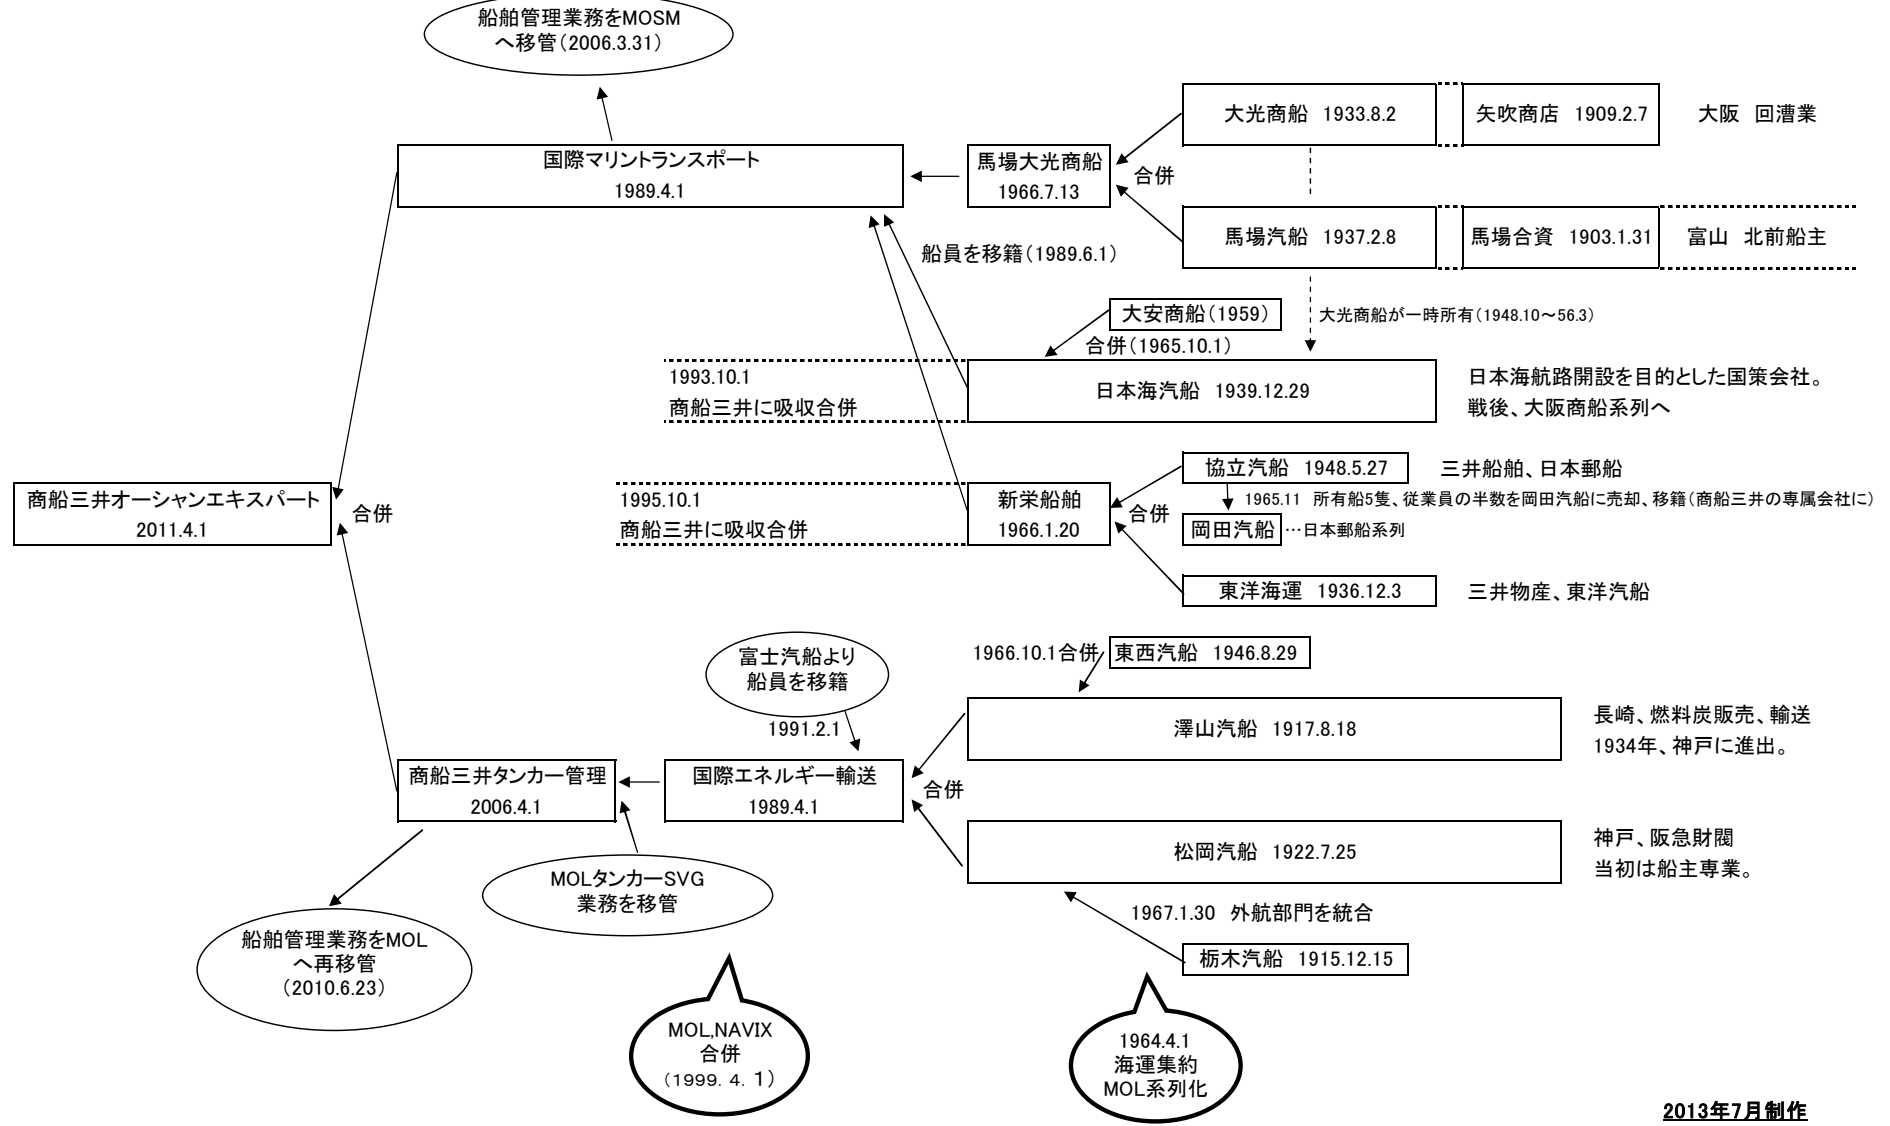 船舶管理業務をMOSM
へ移管(2006.3.31)
大光商船 1933.8.2
矢吹商店 1909.2.7
大阪 回漕業
国際マリントランスポート
1989.4.1
馬場大光商船
1966.7.13
合併
馬場汽船 1937.2.8
馬場合資 1903.1.31
富山 北前船主
船員を移籍(1989.6.1)
大安商船(1959)
合併(1965.10.1)
大光商船が一時所有(1948.10～56.3)
1993.10.1
商船三井に吸収合併
日本海汽船 1939.12.29
日本海航路開設を目的とした国策会社。
戦後、大阪商船系列へ
協立汽船 1948.5.27
三井船舶、日本郵船
商船三井オーシャンエキスパート
2011.4.1
合併
1995.10.1
商船三井に吸収合併
新栄船舶
1966.1.20
合併
1965.11 所有船5隻、従業員の半数を岡田汽船に売却、移籍(商船三井の専属会社に)
岡田汽船
…日本郵船系列
東洋海運 1936.12.3
三井物産、東洋汽船
富士汽船より
船員を移籍
1991.2.1
1966.10.1合併
東西汽船 1946.8.29
澤山汽船 1917.8.18
長崎、燃料炭販売、輸送
1934年、神戸に進出。
商船三井タンカー管理
2006.4.1
国際エネルギー輸送
1989.4.1
合併
松岡汽船 1922.7.25
神戸、阪急財閥
当初は船主専業。
MOLタンカーSVG
業務を移管
1967.1.30 外航部門を統合
栃木汽船 1915.12.15
船舶管理業務をMOL
へ再移管
(2010.6.23)
MOL,NAVIX
合併
(1999.4.1)
1964.4.1
海運集約
MOL系列化
2013年7月制作